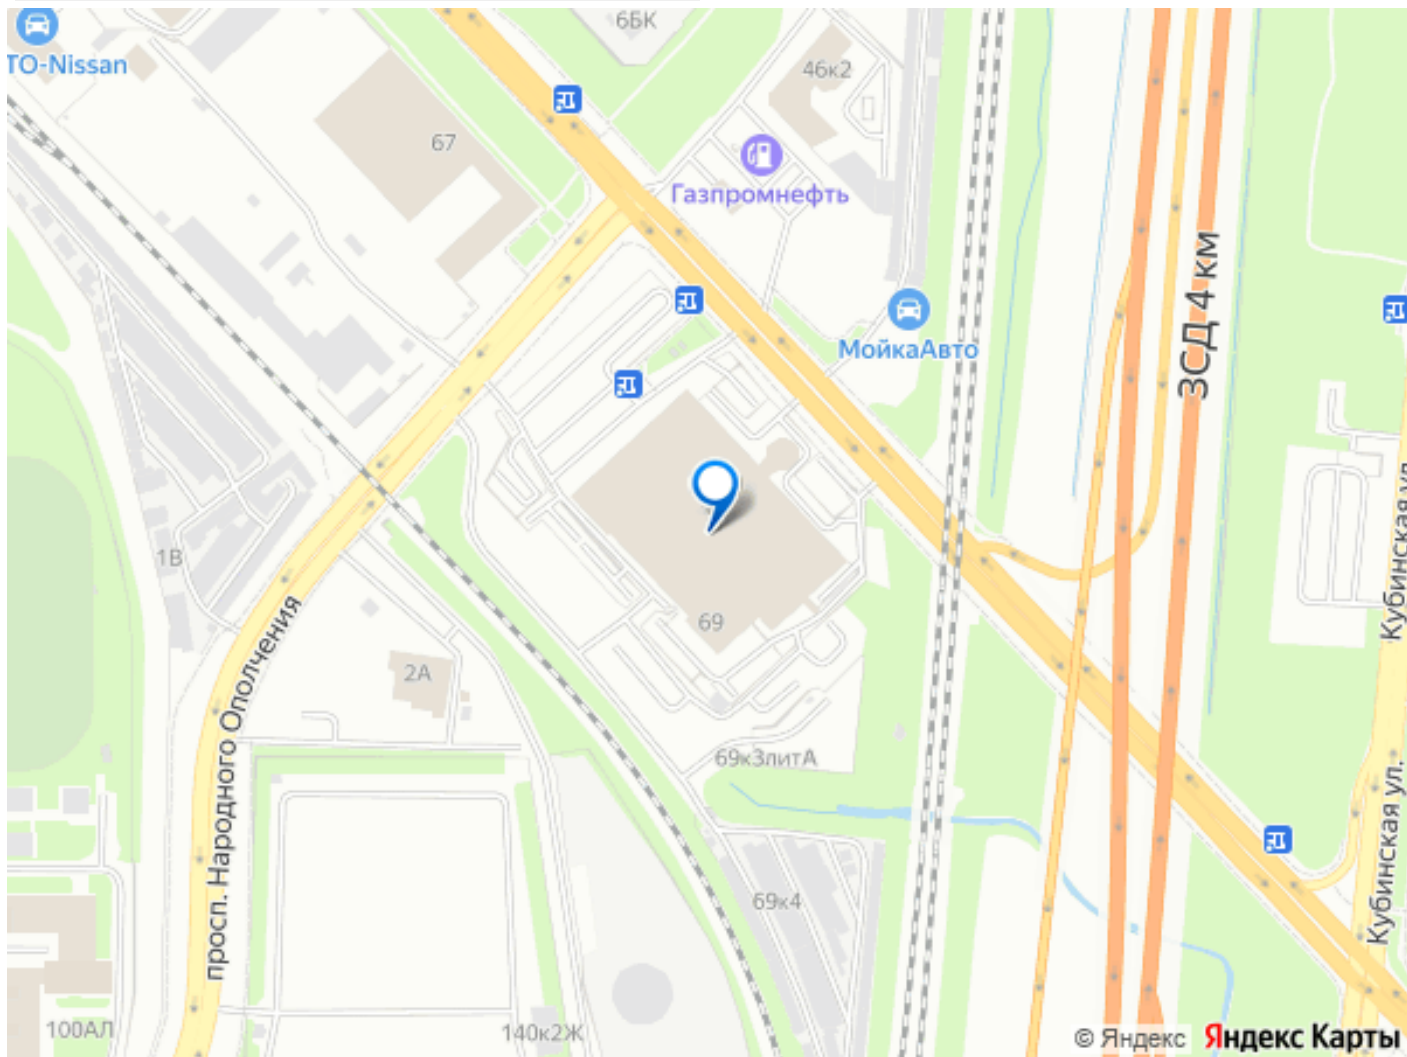 6БК
ТО-Nissan
46к2
67
Газпромнефть
ЗСД 4 км
МойкаАвто
Кубинская ул.
1В
69
просп. Народного Ополчения
2А
69к3литА
Кубинская ул.
69к4
100АЛ
140к2Ж
© Яндекс Яндекс Карты